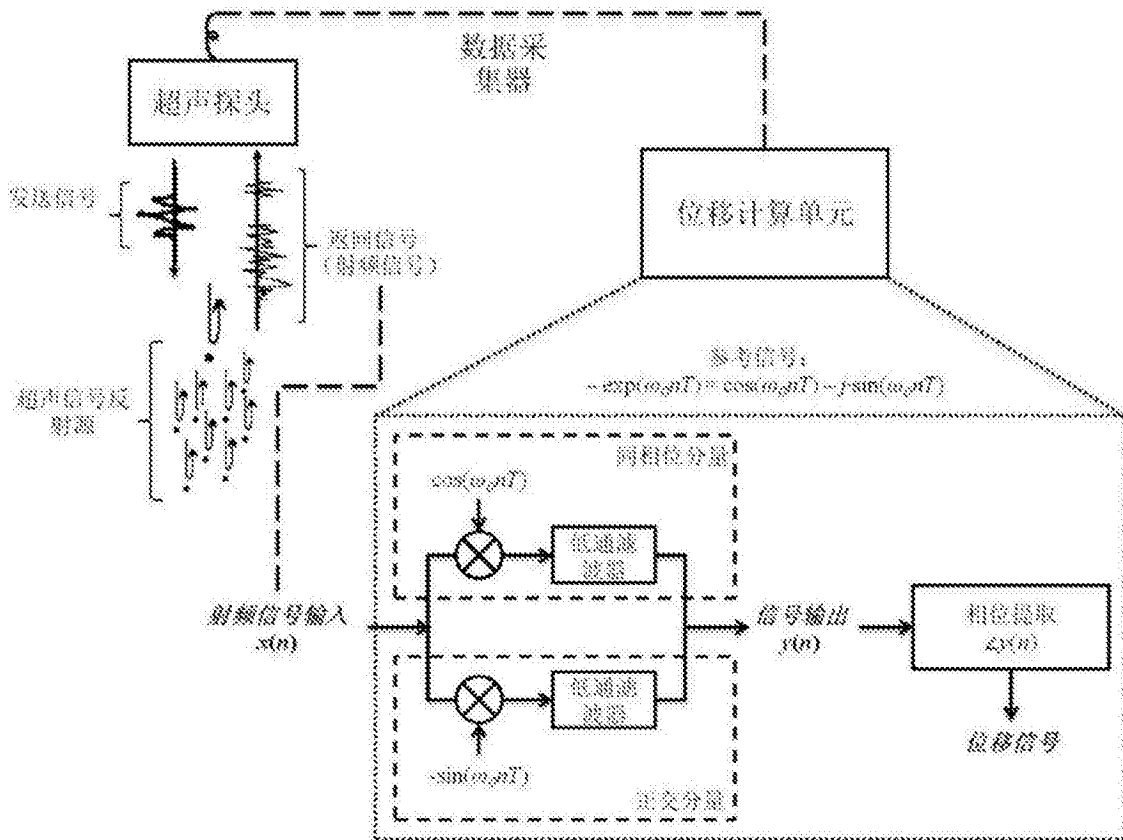 数据采
集器
超声探头
发送信号
返回信号
(射频信号)
位移计算单元
超声信号反
射源
参考信号:
- exp(ω₀nT)= cos(ω₀nT) – j·sin(ω₀nT)
同相位分量
cos(ω₀nT)
低通滤
波器
射频信号输入
x(n)
信号输出
y(n)
相位提取
∠y(n)
低通滤
波器
位移信号
-sin(ω₀nT)
正交分量